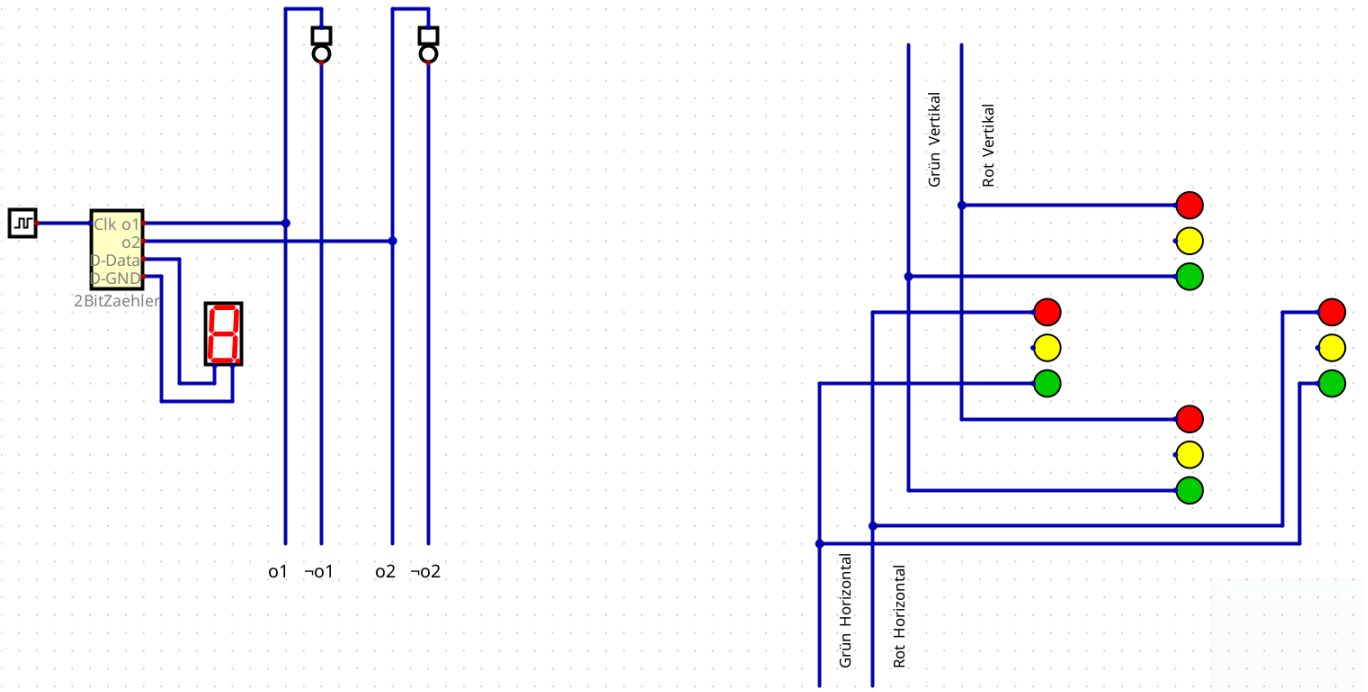 Clk o1
o2
D-Data
D-GND
2BitZaehler
o1 ¬o1 o2 ¬o2
Grün Vertikal
Rot Vertikal
Grün Horizontal
Rot Horizontal